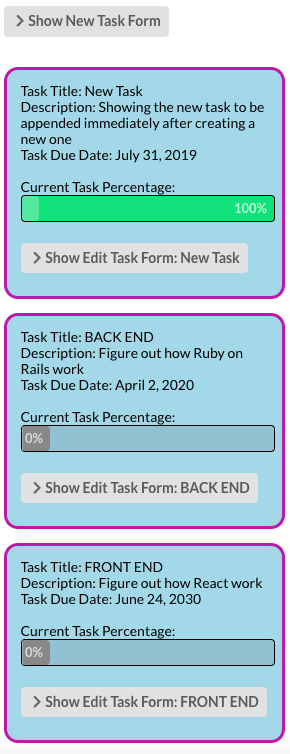 Show New Task Form
Task Title: New Task
Description: Showing the new task to be
appended immediately after creating a
new one
Task Due Date: July 31, 2019
Current Task Percentage:
100%
Show Edit Task Form: New Task
Task Title: BACK END
Description: Figure out how Ruby on
Rails work
Task Due Date: April 2, 2020
Current Task Percentage:
0%
Show Edit Task Form: BACK END
Task Title: FRONT END
Description: Figure out how React work
Task Due Date: June 24, 2030
Current Task Percentage:
0%
Show Edit Task Form: FRONT END